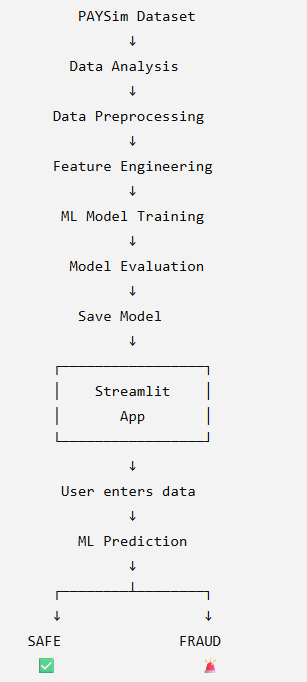 PAYSim Dataset
↓
Data Analysis
↓
Data Preprocessing
↓
Feature Engineering
↓
ML Model Training
↓
Model Evaluation
↓
Save Model
↓
Streamlit
App
↓
User enters data
↓
ML Prediction
↓
↓ ↓
SAFE FRAUD
✅ 🚨